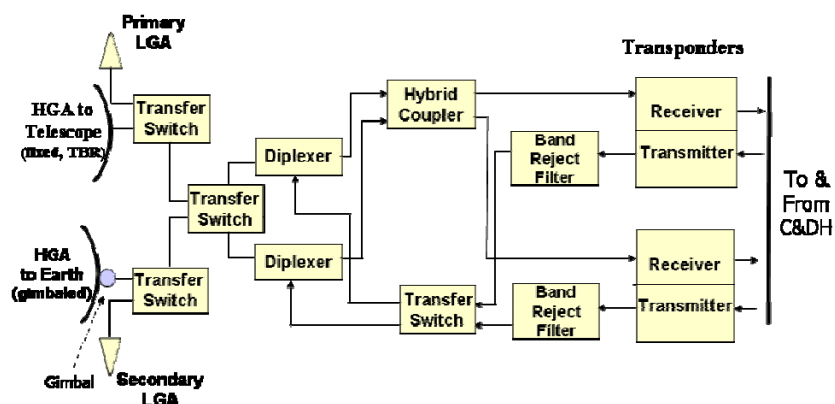 Primary
LGA
HGA to
Telescope
(fixed, TBR)
Transfer
Switch
Transfer
Switch
HGA
to Earth
(gimbaled)
Transfer
Switch
Gimbal
Secondary
LGA
Diplexer
Diplexer
Hybrid
Coupler
Transfer
Switch
Band
Reject
Filter
Band
Reject
Filter
Transponders
Receiver
Transmitter
Receiver
Transmitter
To &
From
C&DH